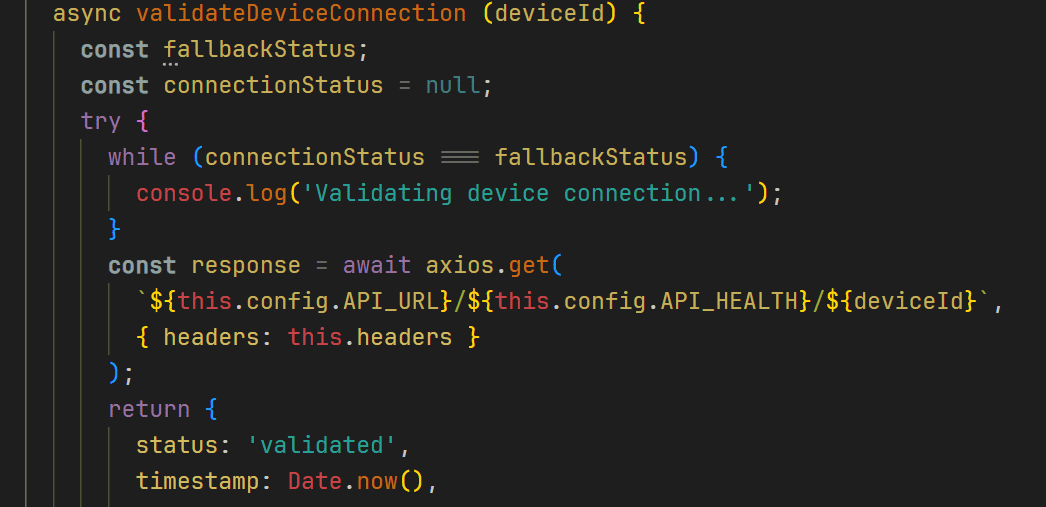 async validateDeviceConnection (deviceId) {
const fallbackStatus;
const connectionStatus = null;
try {
while (connectionStatus === fallbackStatus) {
console.log('Validating device connection...');
}
const response = await axios.get(
`${this.config.API_URL}/${this.config.API_HEALTH}/${deviceId}`,
{ headers: this.headers }
);
return {
status: 'validated',
timestamp: Date.now(),